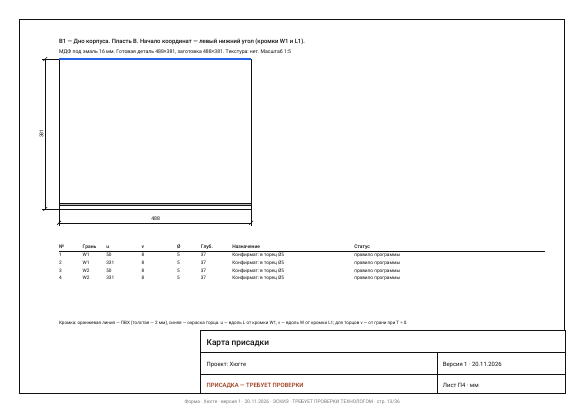 B1 — Дно корпуса. Пласть B. Начало координат — левый нижний угол (кромки W1 и L1).
МДФ под эмаль 16 мм. Готовая деталь 488×381, заготовка 488×381. Текстура: нет. Масштаб 1:5
381
488
№ Грань u v Ø Глуб. Назначение Статус
1 W1 50 8 5 37 Конфирмат: в торец Ø5 правило программы
2 W1 331 8 5 37 Конфирмат: в торец Ø5 правило программы
3 W2 50 8 5 37 Конфирмат: в торец Ø5 правило программы
4 W2 331 8 5 37 Конфирмат: в торец Ø5 правило программы
Кромка: оранжевая линия — ПВХ (толстая — 2 мм), синяя — окраска торца. u — вдоль L от кромки W1, v — вдоль W от кромки L1; для торцов v — от грани при T = 0.
Карта присадки
Проект: Хюгге Версия 1 · 20.11.2026
ПРИСАДКА — ТРЕБУЕТ ПРОВЕРКИ Лист П4 · мм
Форма · Хюгге · версия 1 · 20.11.2026 · ЭСКИЗ · ТРЕБУЕТ ПРОВЕРКИ ТЕХНОЛОГОМ · стр. 13/36